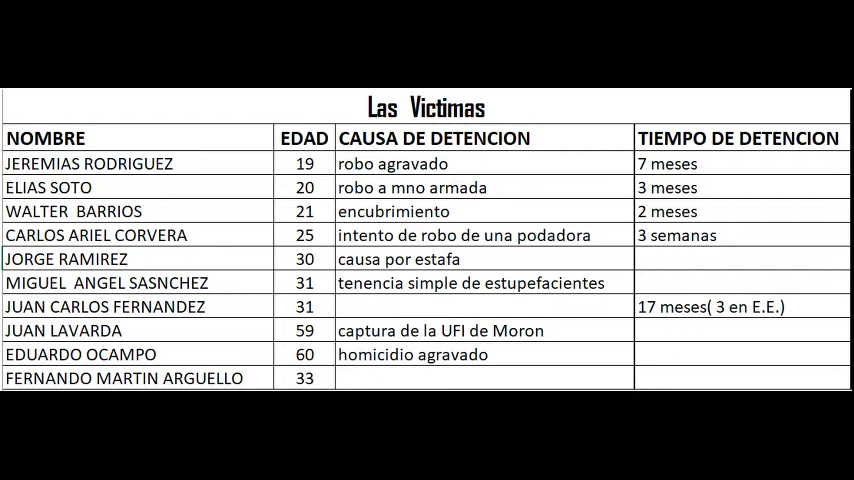 Las Victimas
NOMBRE EDAD CAUSA DE DETENCION TIEMPO DE DETENCION
JEREMIAS RODRIGUEZ 19 robo agravado 7 meses
ELIAS SOTO 20 robo a mno armada 3 meses
WALTER BARRIOS 21 encubrimiento 2 meses
CARLOS ARIEL CORVERA 25 intento de robo de una podadora 3 semanas
JORGE RAMIREZ 30 causa por estafa
MIGUEL ANGEL SASNCHEZ 31 tenencia simple de estupefacientes
JUAN CARLOS FERNANDEZ 31 17 meses( 3 en E.E.)
JUAN LAVARDA 59 captura de la UFI de Moron
EDUARDO OCAMPO 60 homicidio agravado
FERNANDO MARTIN ARGUELLO 33